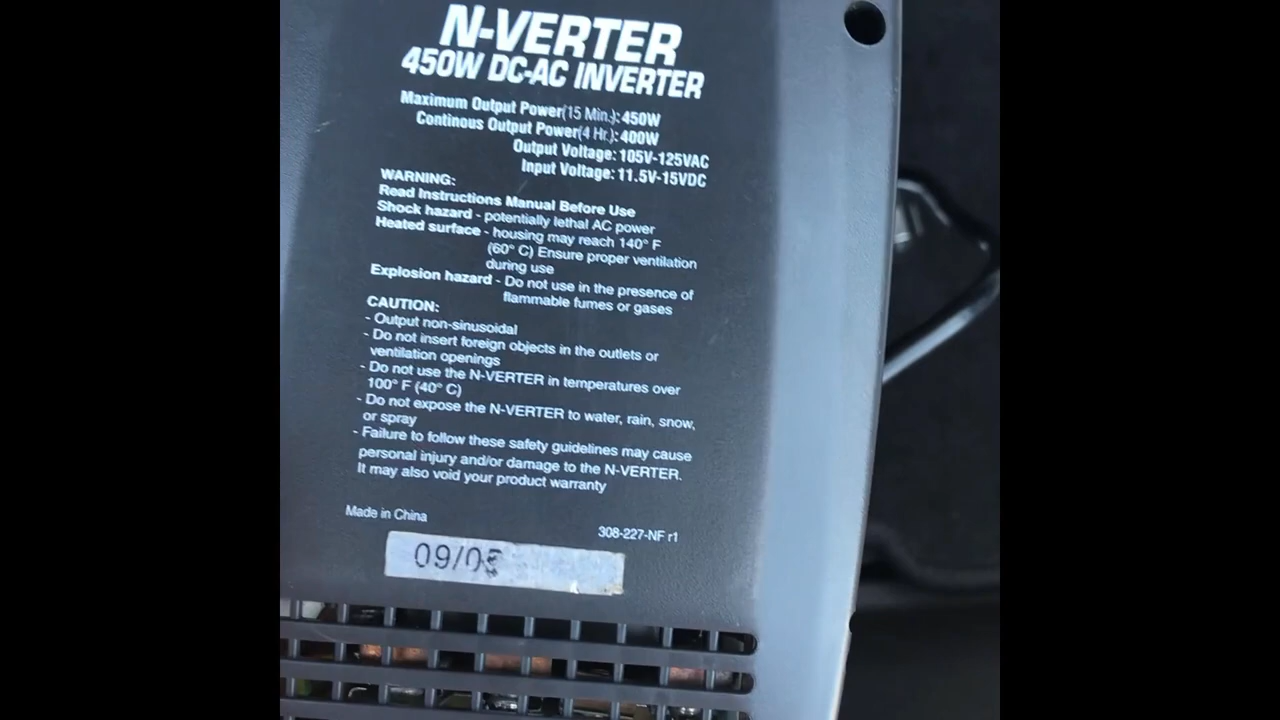 N-VERTER
450W DC-AC INVERTER
Maximum Output Power(15 Min.): 450W
Continous Output Power(4 Hr.): 400W
Output Voltage: 105V-125VAC
Input Voltage: 11.5V-15VDC
WARNING:
Read Instructions Manual Before Use
Shock hazard - potentially lethal AC power
Heated surface - housing may reach 140° F
(60° C) Ensure proper ventilation
during use
Explosion hazard - Do not use in the presence of
flammable fumes or gases
CAUTION:
- Output non-sinusoidal
- Do not insert foreign objects in the outlets or
ventilation openings
- Do not use the N-VERTER in temperatures over
100° F (40° C)
- Do not expose the N-VERTER to water, rain, snow,
or spray
- Failure to follow these safety guidelines may cause
personal injury and/or damage to the N-VERTER.
It may also void your product warranty
Made in China
308-227-NF r1